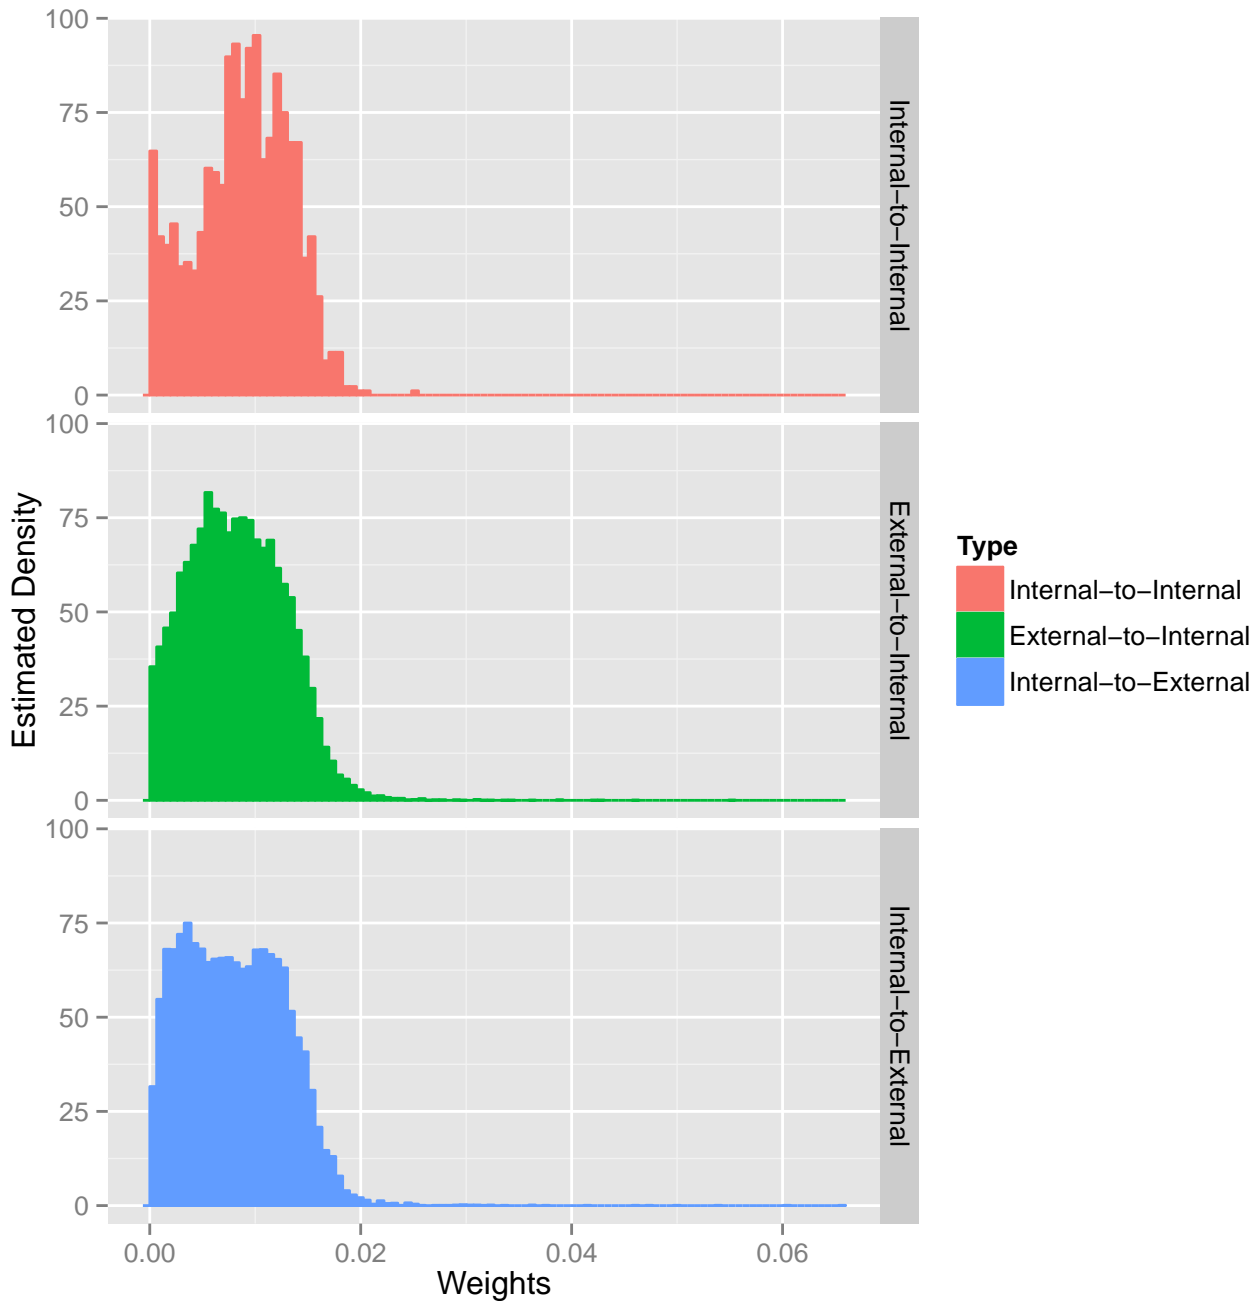 100
75
50
25
0
Internal−to−Internal
100
75
50
25
0
External−to−Internal
100
75
50
25
0
Internal−to−External
0.00
0.02
0.04
0.06
Weights
Estimated Density
Type
Internal−to−Internal
External−to−Internal
Internal−to−External